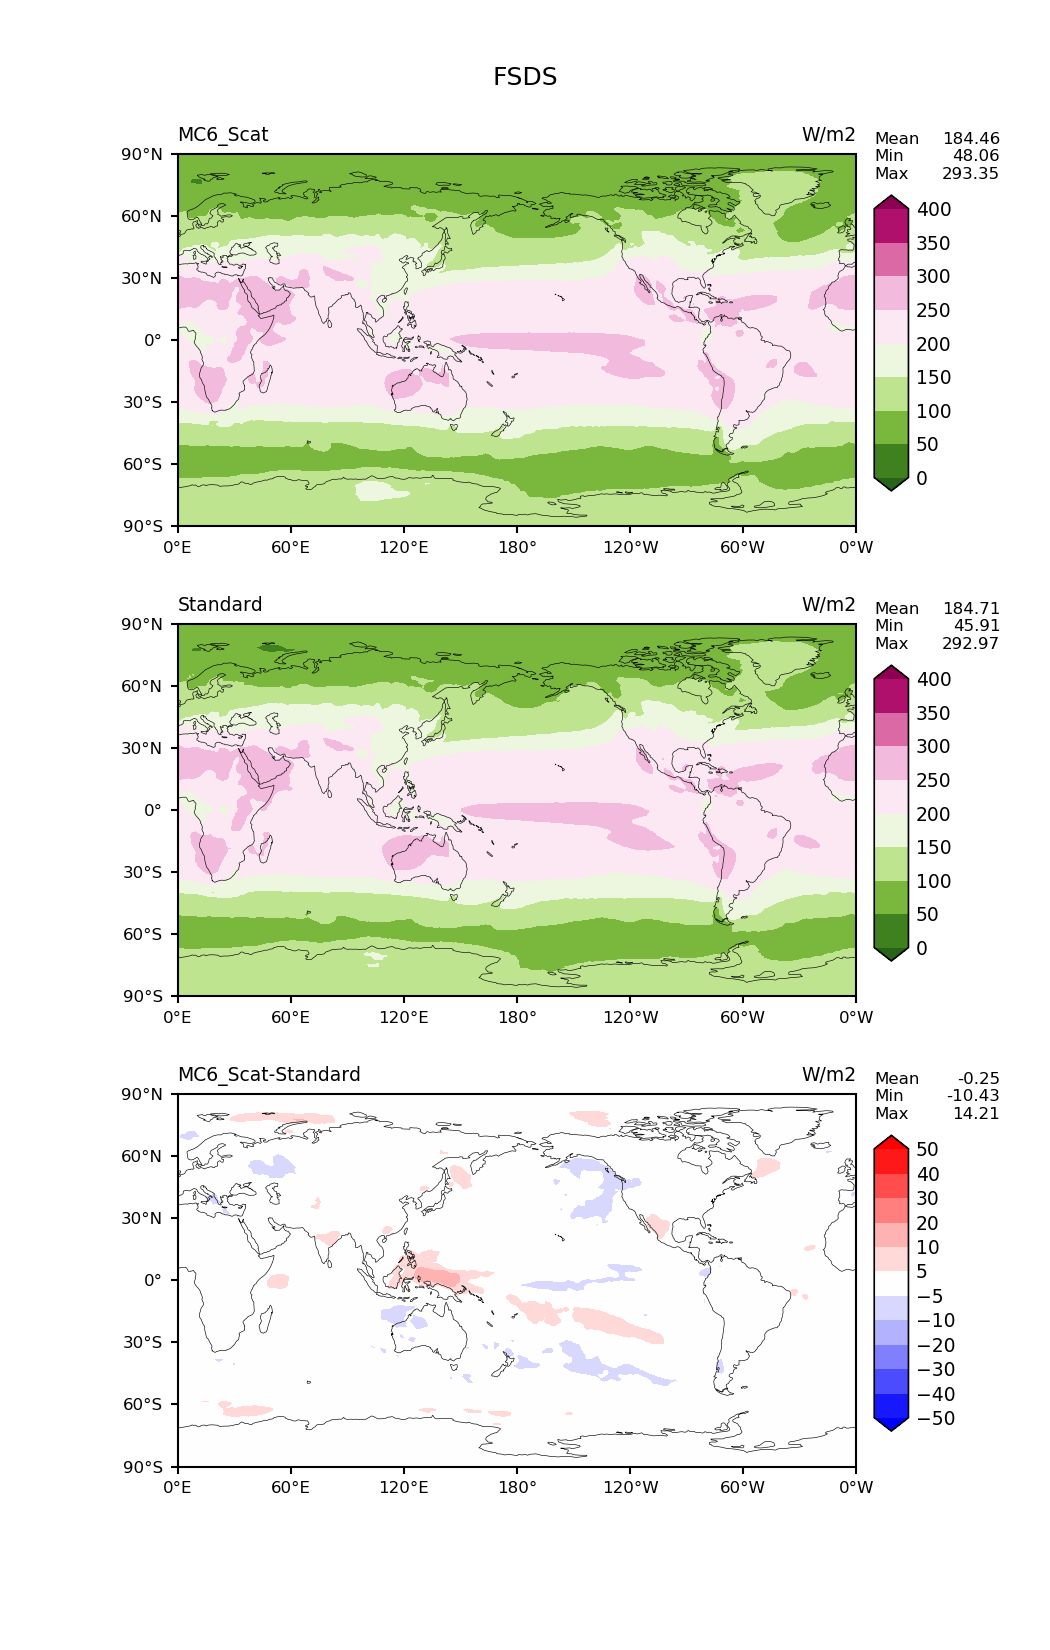 FSDS
MC6_Scat W/m2
Mean 184.46
Min 48.06
Max 293.35
90°N
60°N
30°N
0°
30°S
60°S
90°S
0°E 60°E 120°E 180° 120°W 60°W 0°W
400
350
300
250
200
150
100
50
0
Standard W/m2
Mean 184.71
Min 45.91
Max 292.97
90°N
60°N
30°N
0°
30°S
60°S
90°S
0°E 60°E 120°E 180° 120°W 60°W 0°W
400
350
300
250
200
150
100
50
0
MC6_Scat-Standard W/m2
Mean -0.25
Min -10.43
Max 14.21
90°N
60°N
30°N
0°
30°S
60°S
90°S
0°E 60°E 120°E 180° 120°W 60°W 0°W
50
40
30
20
10
5
−5
−10
−20
−30
−40
−50